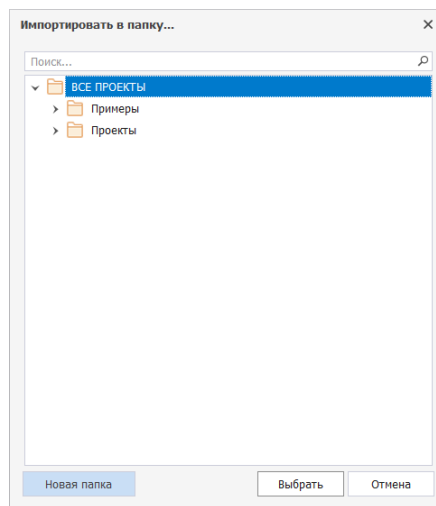 Импортировать в папку...
Поиск...
ВСЕ ПРОЕКТЫ
Примеры
Проекты
Новая папка
Выбрать
Отмена